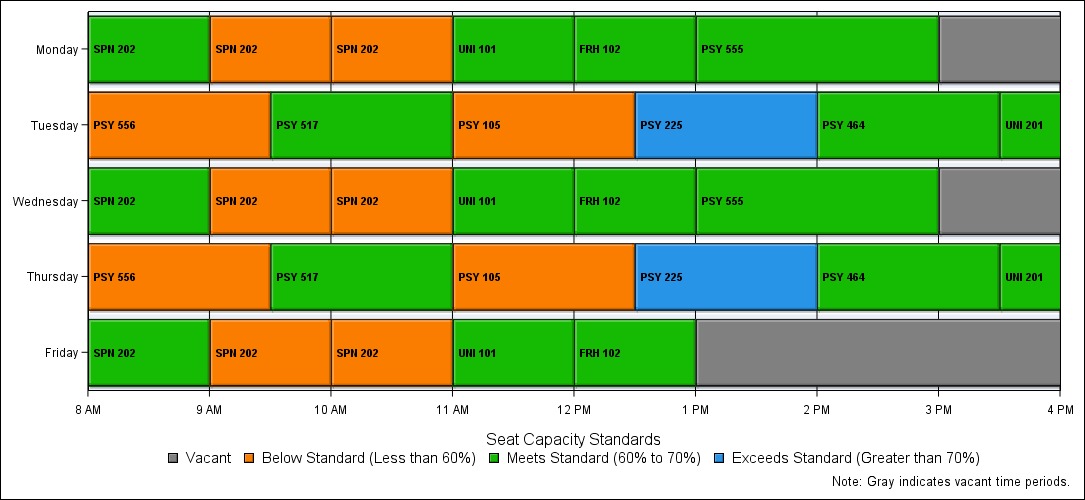 Monday SPN 202 SPN 202 SPN 202 UNI 101 FRH 102 PSY 555
Tuesday PSY 556 PSY 517 PSY 105 PSY 225 PSY 464 UNI 201
Wednesday SPN 202 SPN 202 SPN 202 UNI 101 FRH 102 PSY 555
Thursday PSY 556 PSY 517 PSY 105 PSY 225 PSY 464 UNI 201
Friday SPN 202 SPN 202 SPN 202 UNI 101 FRH 102
8 AM 9 AM 10 AM 11 AM 12 PM 1 PM 2 PM 3 PM 4 PM
Seat Capacity Standards
Vacant Below Standard (Less than 60%) Meets Standard (60% to 70%) Exceeds Standard (Greater than 70%)
Note: Gray indicates vacant time periods.